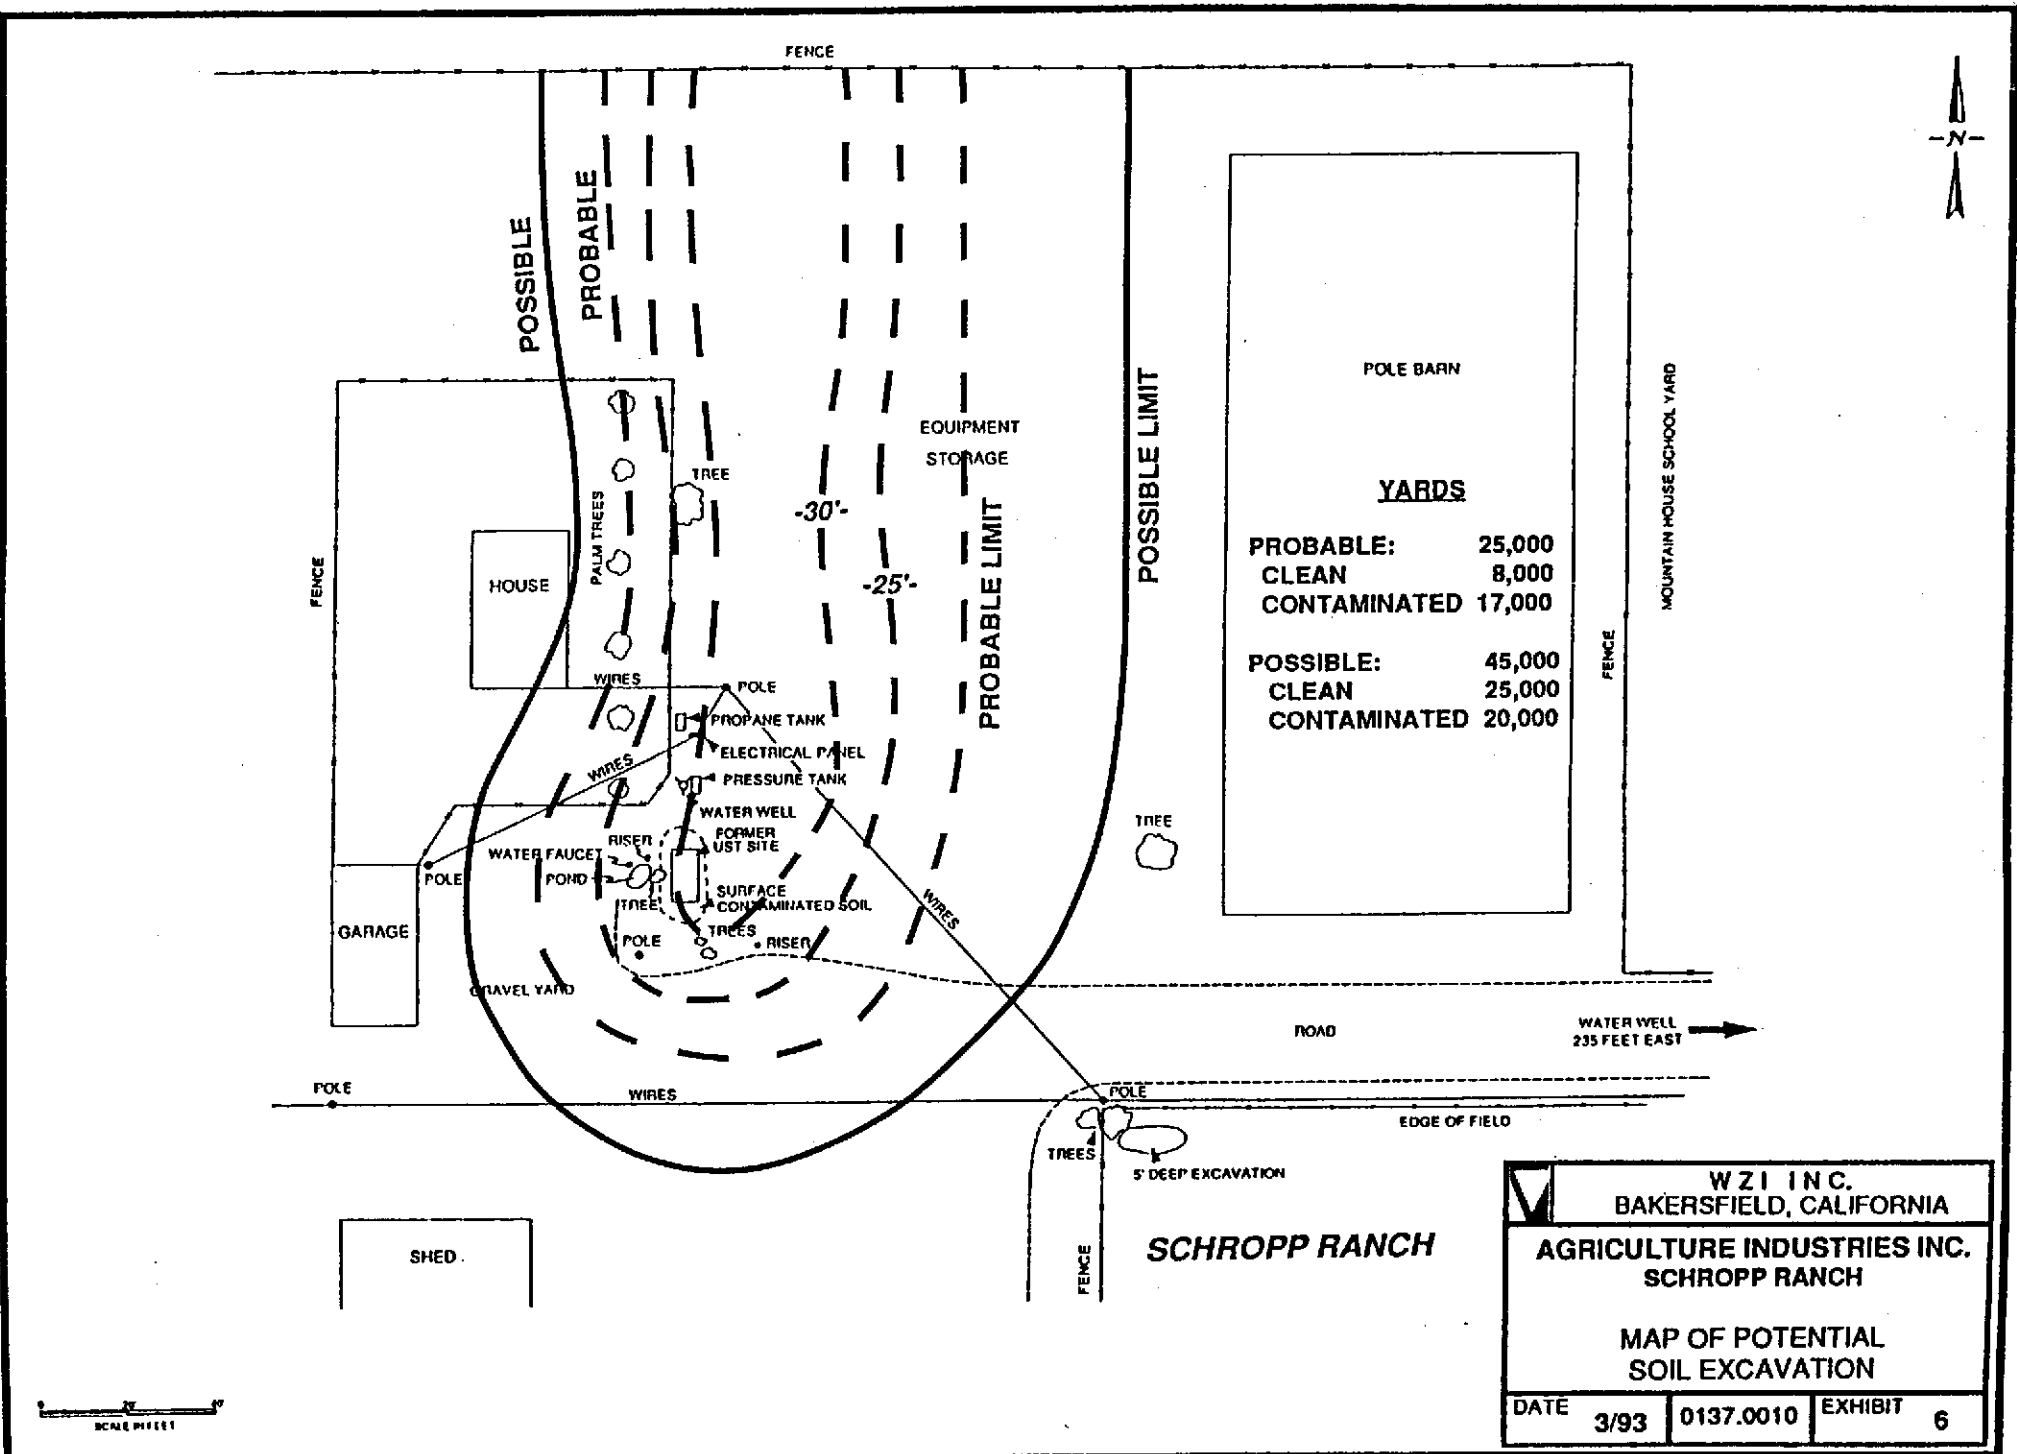 FENCE
-N-
POSSIBLE
PROBABLE
POLE BARN
POSSIBLE LIMIT
MOUNTAIN HOUSE SCHOOL YARD
EQUIPMENT
STORAGE
TREE
PALM TREES
-30'-
-25'-
PROBABLE LIMIT
YARDS
PROBABLE: 25,000
CLEAN 8,000
CONTAMINATED 17,000
POSSIBLE: 45,000
CLEAN 25,000
CONTAMINATED 20,000
FENCE
HOUSE
FENCE
WIRES
POLE
PROPANE TANK
ELECTRICAL PANEL
WIRES
PRESSURE TANK
WATER WELL
FORMER
UST SITE
RISER
WATER FAUCET
POND
POLE
TREE
SURFACE
CONTAMINATED SOIL
TREES
WIRES
TREE
GARAGE
POLE
RISER
GRAVEL YARD
ROAD
WATER WELL
235 FEET EAST
POLE
WIRES
POLE
EDGE OF FIELD
TREES
5' DEEP EXCAVATION
SHED
FENCE
SCHROPP RANCH
WZI INC.
BAKERSFIELD, CALIFORNIA
AGRICULTURE INDUSTRIES INC.
SCHROPP RANCH
MAP OF POTENTIAL
SOIL EXCAVATION
DATE 3/93 0137.0010 EXHIBIT 6
SCALE IN FEET